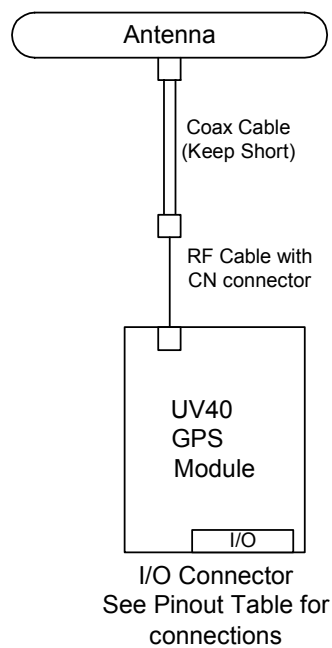 Antenna
Coax Cable
(Keep Short)
RF Cable with
CN connector
UV40
GPS
Module
I/O
I/O Connector
See Pinout Table for
connections